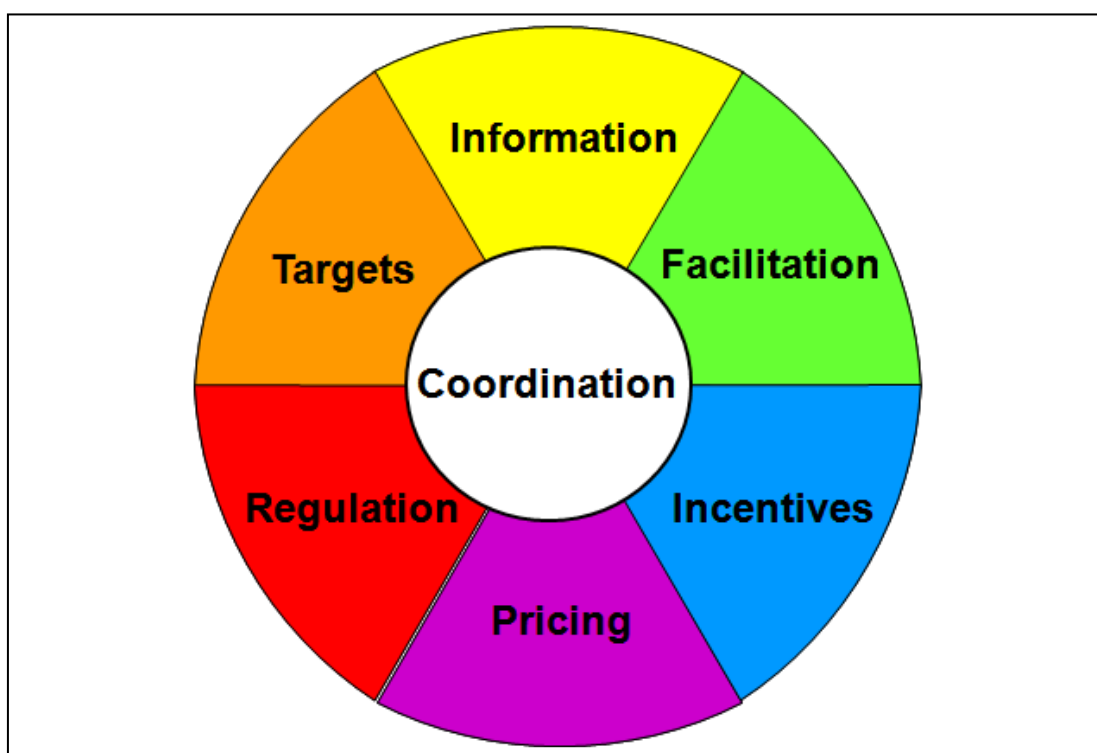 Information
Targets
Facilitation
Coordination
Regulation
Incentives
Pricing